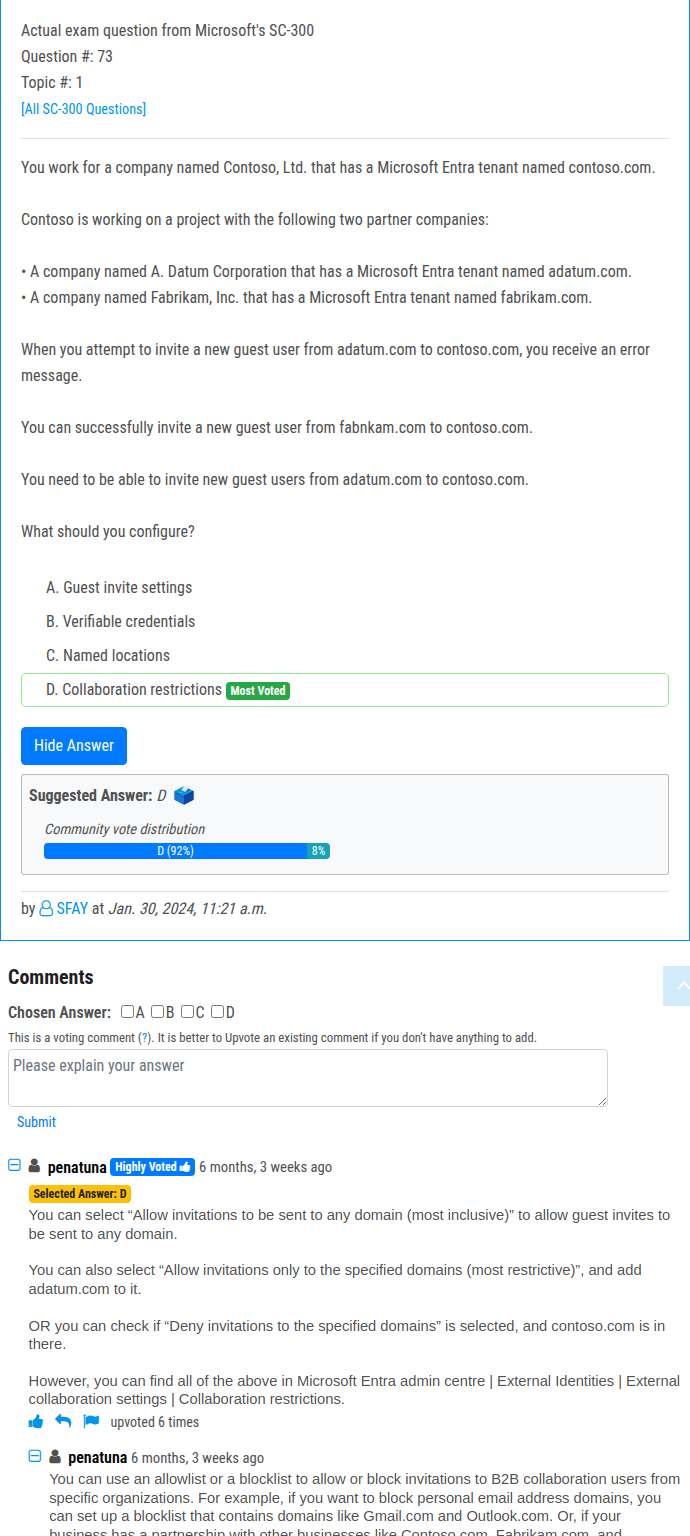 Actual exam question from Microsoft's SC-300
Question #: 73
Topic #: 1
[All SC-300 Questions]
You work for a company named Contoso, Ltd. that has a Microsoft Entra tenant named contoso.com.
Contoso is working on a project with the following two partner companies:
• A company named A. Datum Corporation that has a Microsoft Entra tenant named adatum.com.
• A company named Fabrikam, Inc. that has a Microsoft Entra tenant named fabrikam.com.
When you attempt to invite a new guest user from adatum.com to contoso.com, you receive an error
message.
You can successfully invite a new guest user from fabnkam.com to contoso.com.
You need to be able to invite new guest users from adatum.com to contoso.com.
What should you configure?
A. Guest invite settings
B. Verifiable credentials
C. Named locations
D. Collaboration restrictions Most Voted
Hide Answer
Suggested Answer: D
Community vote distribution
D (92%) 8%
by SFAY at Jan. 30, 2024, 11:21 a.m.
Comments
Chosen Answer: A B C D
This is a voting comment (?). It is better to Upvote an existing comment if you don't have anything to add.
Please explain your answer
Submit
penatuna Highly Voted 6 months, 3 weeks ago
Selected Answer: D
You can select “Allow invitations to be sent to any domain (most inclusive)” to allow guest invites to
be sent to any domain.
You can also select “Allow invitations only to the specified domains (most restrictive)”, and add
adatum.com to it.
OR you can check if “Deny invitations to the specified domains” is selected, and contoso.com is in
there.
However, you can find all of the above in Microsoft Entra admin centre | External Identities | External
collaboration settings | Collaboration restrictions.
upvoted 6 times
penatuna 6 months, 3 weeks ago
You can use an allowlist or a blocklist to allow or block invitations to B2B collaboration users from
specific organizations. For example, if you want to block personal email address domains, you
can set up a blocklist that contains domains like Gmail.com and Outlook.com. Or, if your
business has a partnership with other businesses like Contoso.com, Fabrikam.com, and